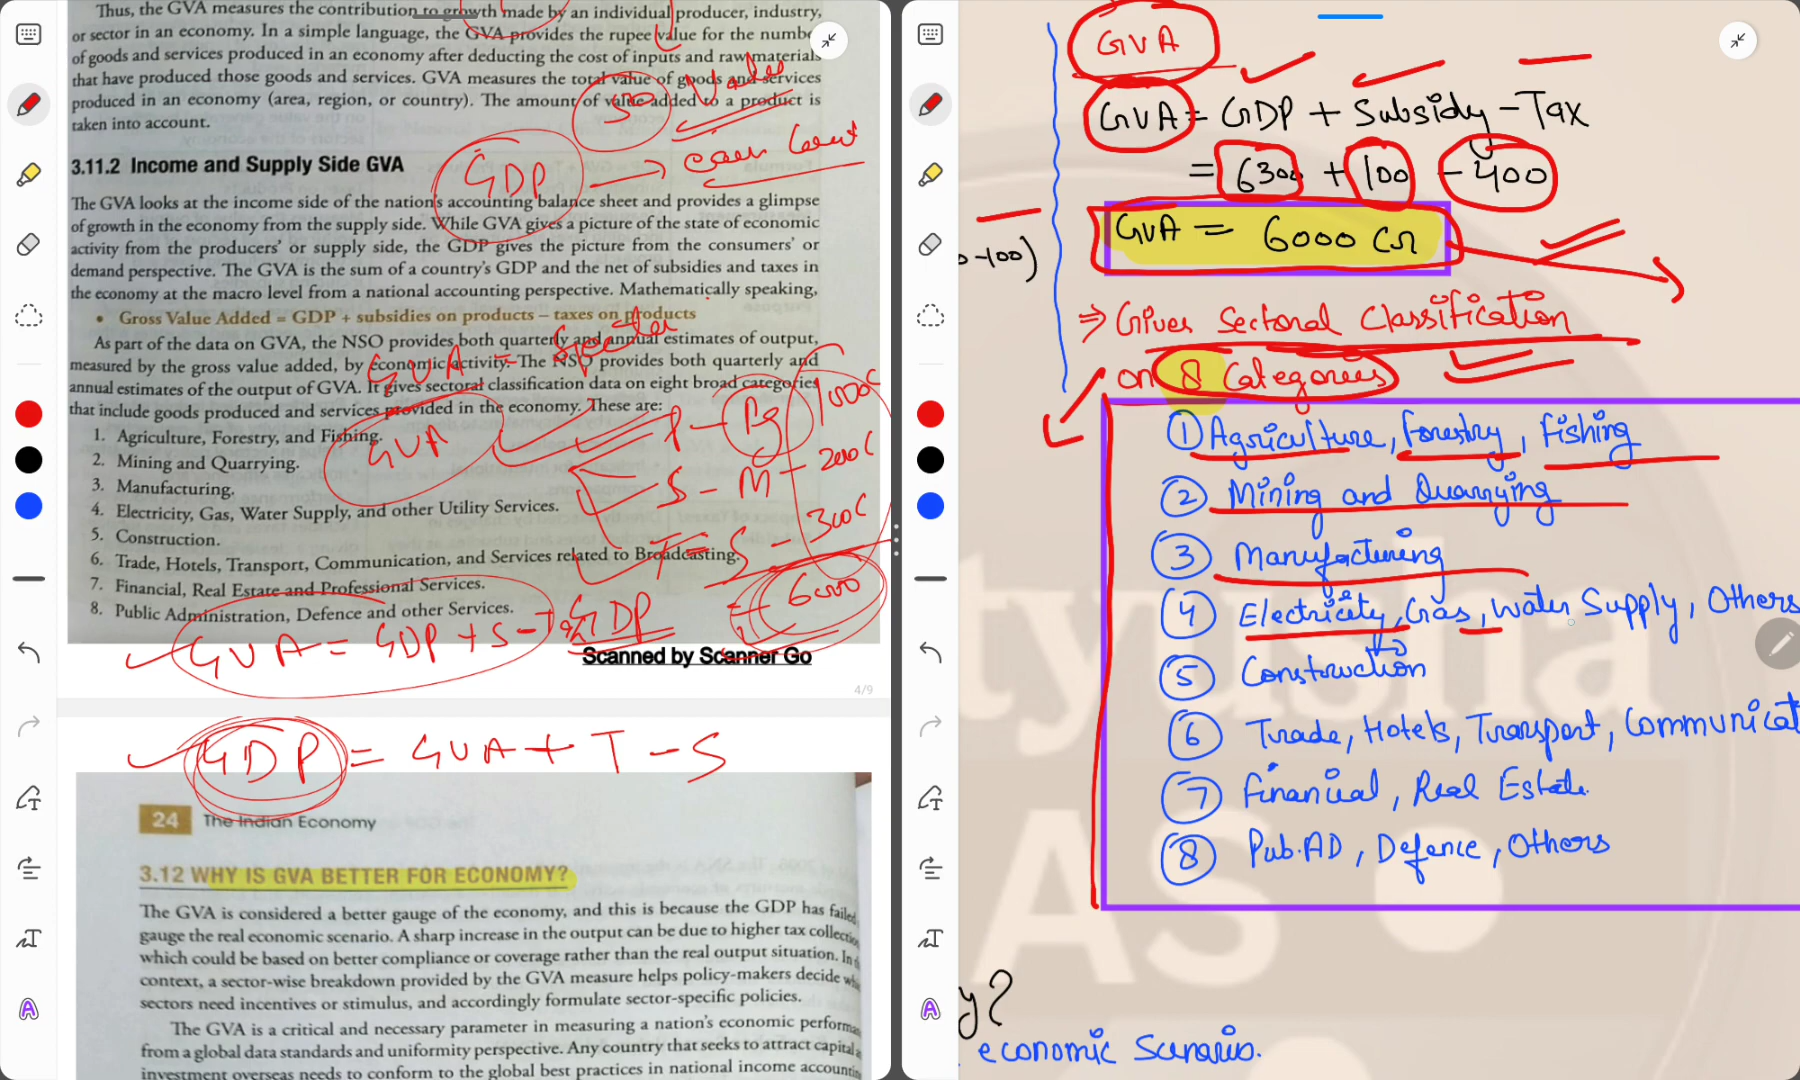 Thus, the GVA measures the contribution to growth made by an individual producer, industry,
or sector in an economy. In a simple language, the GVA provides the rupee value for the numbe
of goods and services produced in an economy after deducting the cost of inputs and raw materials
that have produced those goods and services. GVA measures the total value of goods and services
produced in an economy (area, region, or country). The amount of value added to a product is
taken into account.
50 Value
3.11.2 Income and Supply Side GVA
GDP
The GVA looks at the income side of the nation's accounting balance sheet and provides a glimpse
of growth in the economy from the supply side. While GVA gives a picture of the state of economic
activity from the producers' or supply side, the GDP gives the picture from the consumers' or
demand perspective. The GVA is the sum of a country's GDP and the net of subsidies and taxes in
the economy at the macro level from a national accounting perspective. Mathematically speaking,
• Gross Value Added = GDP + subsidies on products – taxes on products
As part of the data on GVA, the NSO provides both quarterly and annual estimates of output,
measured by the gross value added, by economic activity. The NSO provides both quarterly and
annual estimates of the output of GVA. It gives sectoral classification data on eight broad categories
that include goods produced and services provided in the economy. These are:
GVA =
GVA
P - Ag 1000C
S - M - 2000C
T = S - 300C
6000
1. Agriculture, Forestry, and Fishing.
2. Mining and Quarrying.
3. Manufacturing.
4. Electricity, Gas, Water Supply, and other Utility Services.
5. Construction.
6. Trade, Hotels, Transport, Communication, and Services related to Broadcasting.
7. Financial, Real Estate and Professional Services.
8. Public Administration, Defence and other Services.
GVA = GDP + S - T
GDP
Scanned by Scanner Go
4/9
GDP = GVA + T - S
24 The Indian Economy
3.12 WHY IS GVA BETTER FOR ECONOMY?
The GVA is considered a better gauge of the economy, and this is because the GDP has failed
gauge the real economic scenario. A sharp increase in the output can be due to higher tax collectio
which could be based on better compliance or coverage rather than the real output situation. In
context, a sector-wise breakdown provided by the GVA measure helps policy-makers decide
sectors need incentives or stimulus, and accordingly formulate sector-specific policies.
The GVA is a critical and necessary parameter in measuring a nation's economic performa
from a global data standards and uniformity perspective. Any country that seeks to attract capital
investment overseas needs to conform to the global best practices in national income accountin
GVA
GVA = GDP + Subsidy - Tax
= 6300 + 100 - 400
GVA = 6000 Cr
-100)
⇒ Gives Sectoral Classification
on 8 Categories
① Agriculture, Forestry, Fishing
② Mining and Quarrying
③ Manufacturing
④ Electricity, Gas, Water Supply, Others
⑤ Construction
⑥ Trade, Hotels, Transport, Communicat
⑦ Financial, Real Estate
⑧ Pub. AD, Defence, Others
y?
economic Scenario.
tyusha
AS